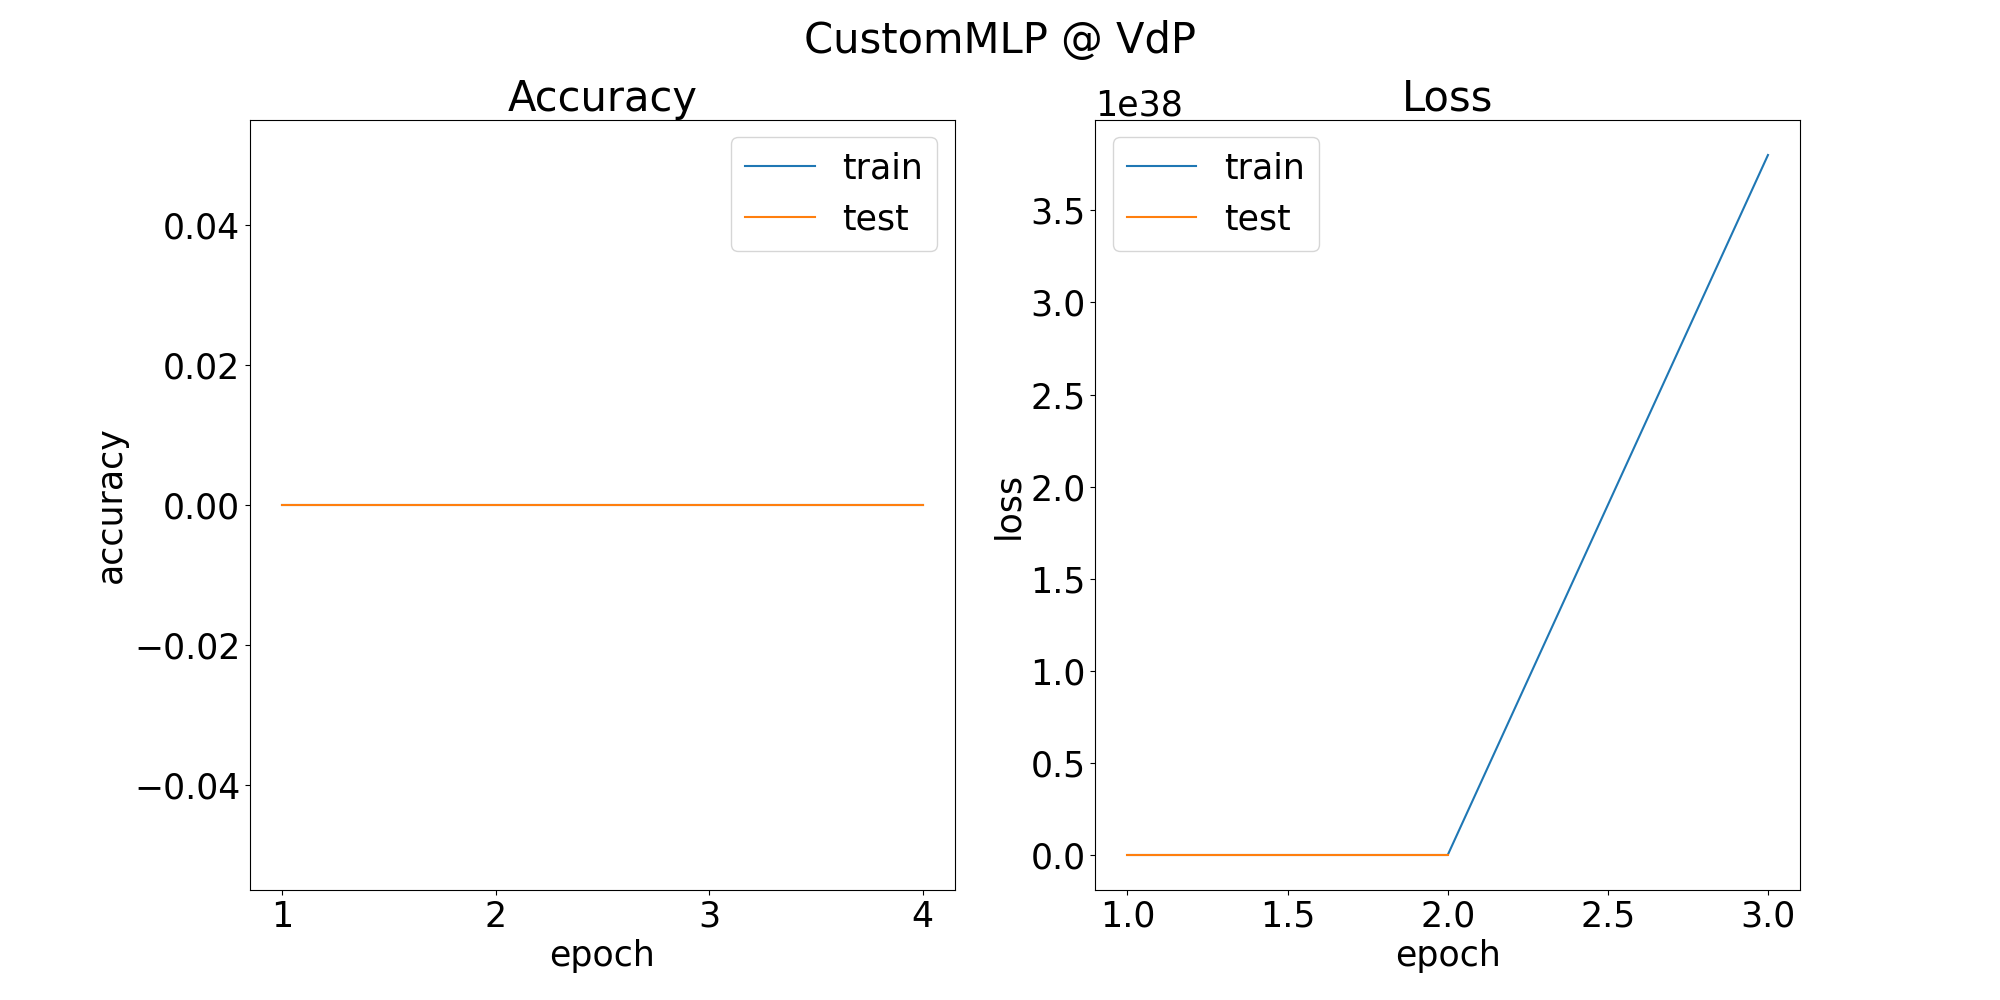 CustomMLP @ VdP
Accuracy
train
test
0.04
0.02
0.00
−0.02
−0.04
accuracy
1 2 3 4
epoch
Loss
1e38
train
test
3.5
3.0
2.5
2.0
1.5
1.0
0.5
0.0
loss
1.0 1.5 2.0 2.5 3.0
epoch